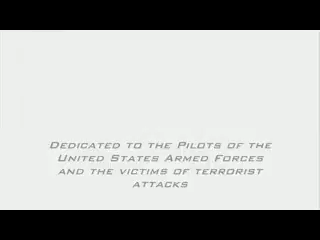 Dedicated to the Pilots of the
United States Armed Forces
and the victims of terrorist
attacks